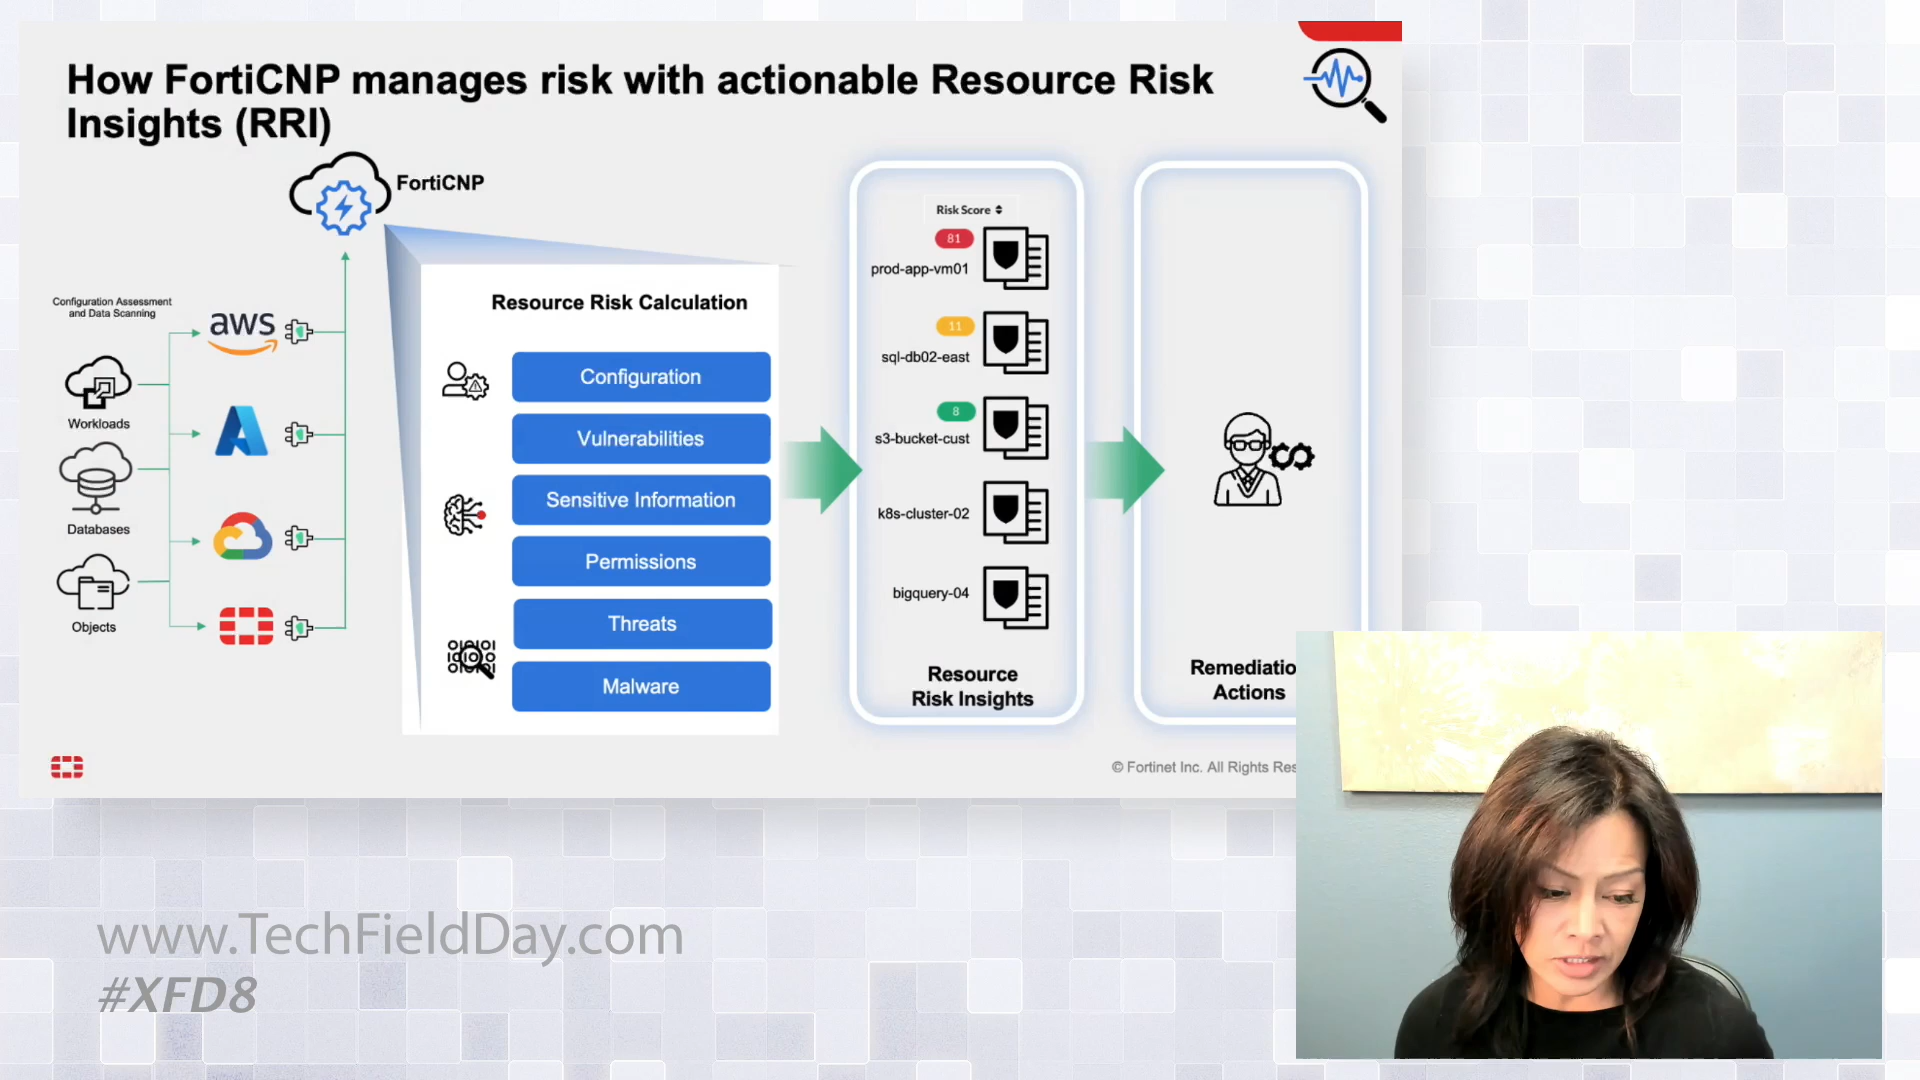 How FortiCNP manages risk with actionable Resource Risk
Insights (RRI)
FortiCNP
Configuration Assessment
and Data Scanning
aws
Workloads
Databases
Objects
Resource Risk Calculation
Configuration
Vulnerabilities
Sensitive Information
Permissions
Threats
Malware
Risk Score
81
prod-app-vm01
11
sql-db02-east
8
s3-bucket-cust
k8s-cluster-02
bigquery-04
Resource
Risk Insights
Remediatio
Actions
© Fortinet Inc. All Rights Res
www.TechFieldDay.com
#XFD8